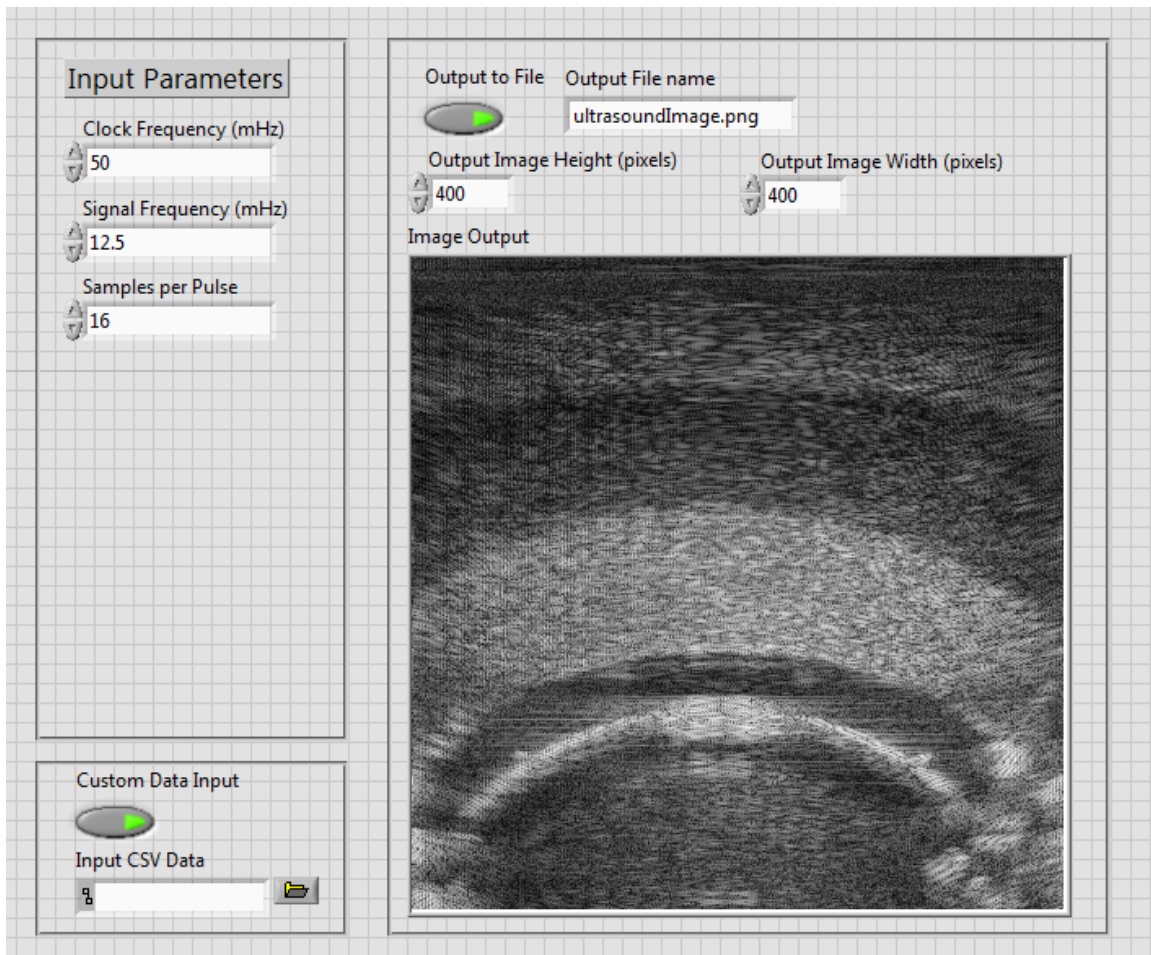 Input Parameters
Clock Frequency (mHz)
50
Signal Frequency (mHz)
12.5
Samples per Pulse
16
Custom Data Input
Input CSV Data
Output to File
Output File name
ultrasoundImage.png
Output Image Height (pixels)
400
Output Image Width (pixels)
400
Image Output